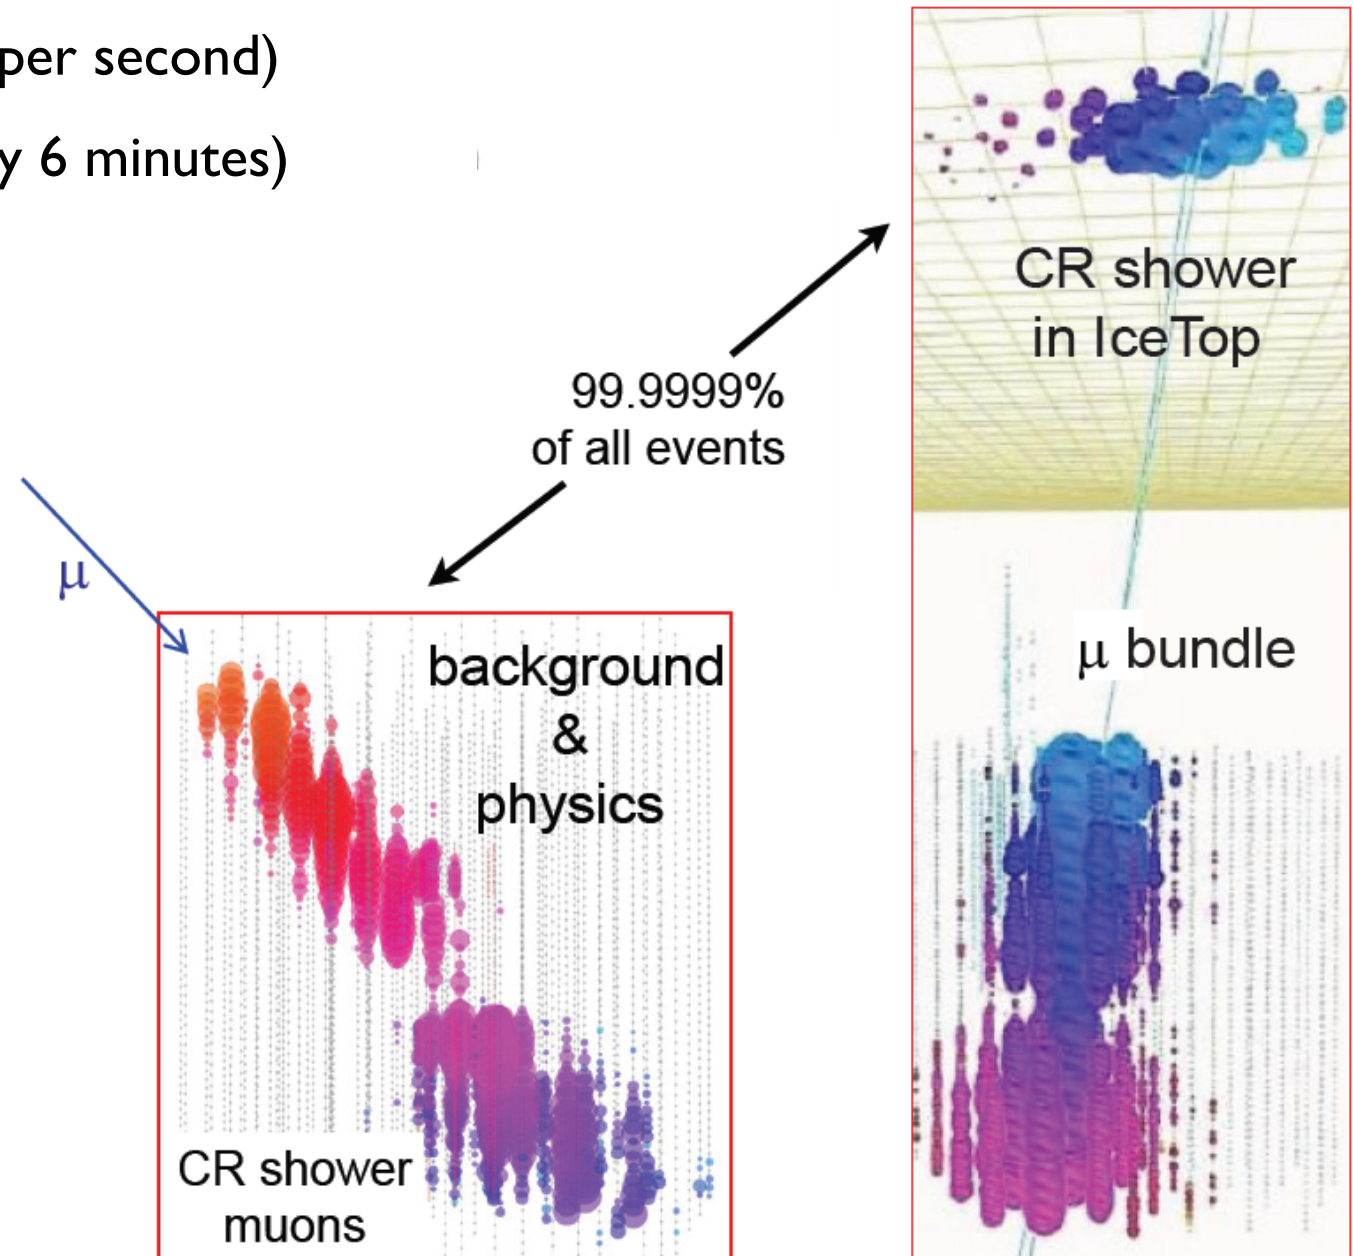 per second)
y 6 minutes)
CR shower
in IceTop
99.9999%
of all events
μ
μ bundle
background
&
physics
CR shower
muons